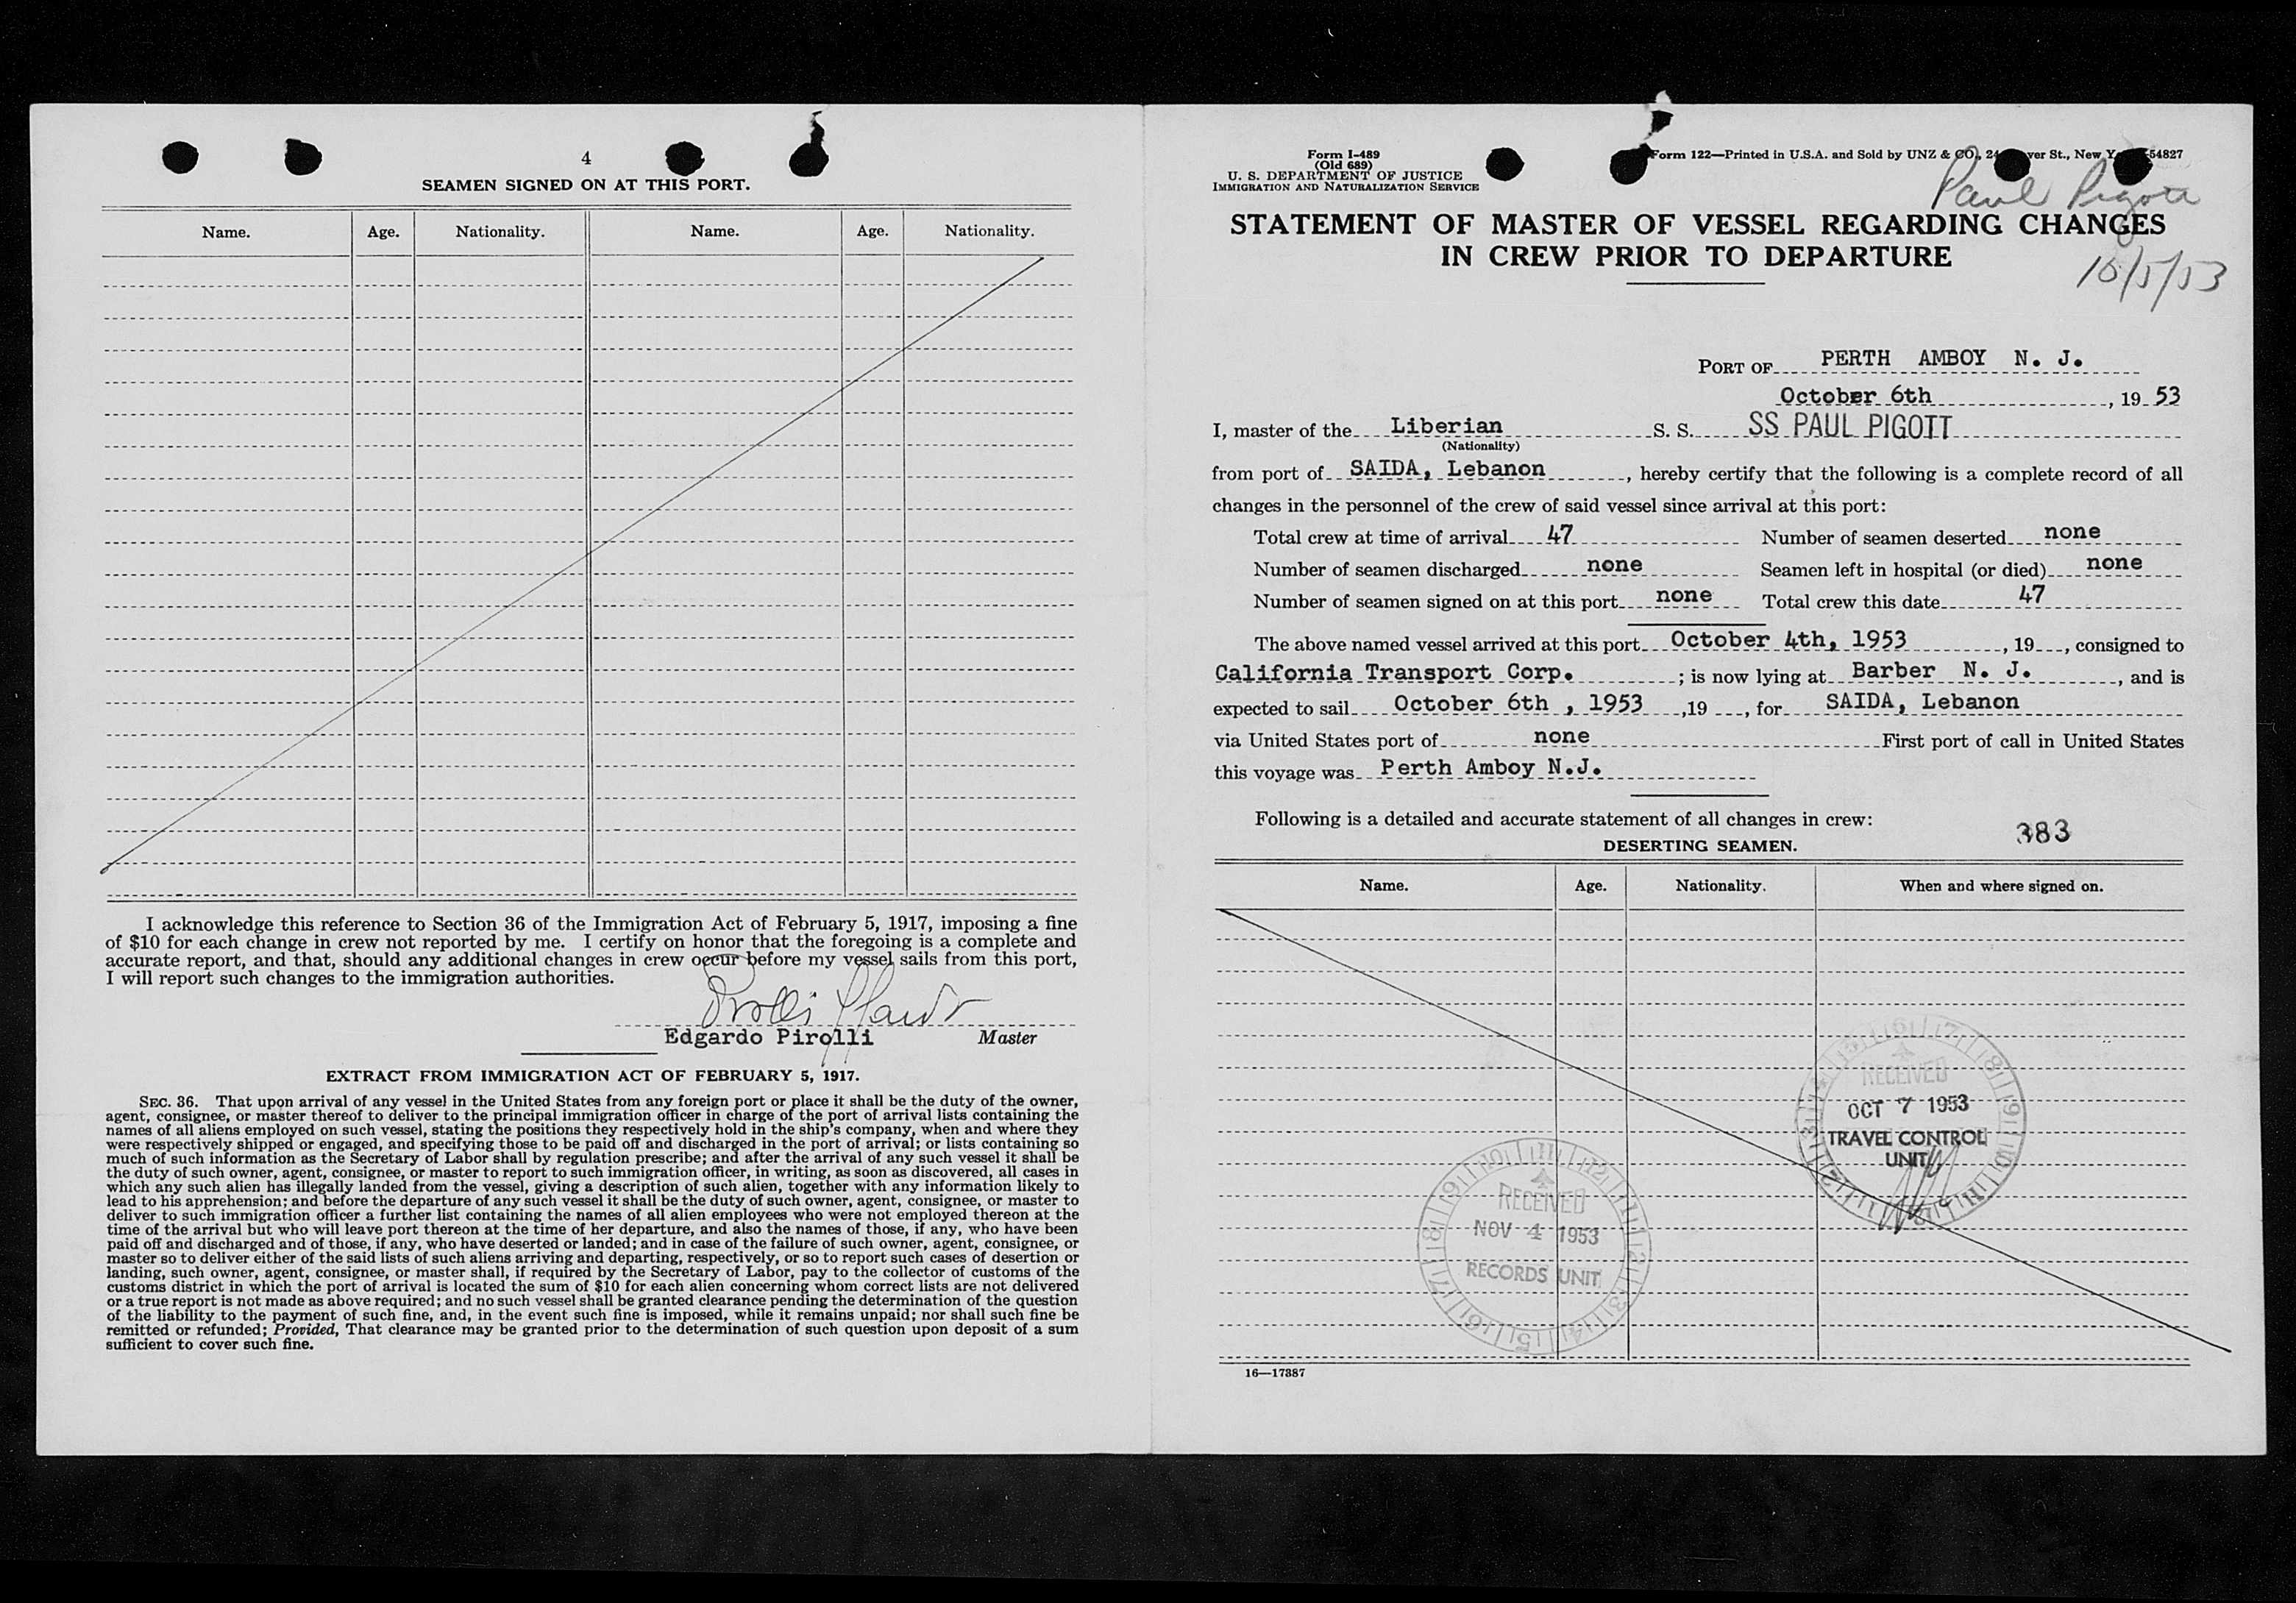 4
SEAMEN SIGNED ON AT THIS PORT.
Name. Age. Nationality. Name. Age. Nationality.
I acknowledge this reference to Section 36 of the Immigration Act of February 5, 1917, imposing a fine
of $10 for each change in crew not reported by me. I certify on honor that the foregoing is a complete and
accurate report, and that, should any additional changes in crew occur before my vessel sails from this port,
I will report such changes to the immigration authorities.
Edgardo Pirolli Master
EXTRACT FROM IMMIGRATION ACT OF FEBRUARY 5, 1917.
SEC. 36. That upon arrival of any vessel in the United States from any foreign port or place it shall be the duty of the owner,
agent, consignee, or master thereof to deliver to the principal immigration officer in charge of the port of arrival lists containing the
names of all aliens employed on such vessel, stating the positions they respectively hold in the ship's company, when and where they
were respectively shipped or engaged, and specifying those to be paid off and discharged in the port of arrival; or lists containing so
much of such information as the Secretary of Labor shall by regulation prescribe; and after the arrival of any such vessel it shall be
the duty of such owner, agent, consignee, or master to report to such immigration officer, in writing, as soon as discovered, all cases in
which any such alien has illegally landed from the vessel, giving a description of such alien, together with any information likely to
lead to his apprehension; and before the departure of any such vessel it shall be the duty of such owner, agent, consignee, or master to
deliver to such immigration officer a further list containing the names of all alien employees who were not employed thereon at the
time of the arrival but who will leave port thereon at the time of her departure, and also the names of those, if any, who have been
paid off and discharged and of those, if any, who have deserted or landed; and in case of the failure of such owner, agent, consignee, or
master so to deliver either of the said lists of such aliens arriving and departing, respectively, or so to report such cases of desertion or
landing, such owner, agent, consignee, or master shall, if required by the Secretary of Labor, pay to the collector of customs of the
customs district in which the port of arrival is located the sum of $10 for each alien concerning whom correct lists are not delivered
or a true report is not made as above required; and no such vessel shall be granted clearance pending the determination of the question
of the liability to the payment of such fine, and, in the event such fine is imposed, while it remains unpaid; nor shall such fine be
remitted or refunded; Provided, That clearance may be granted prior to the determination of such question upon deposit of a sum
sufficient to cover such fine.
Form I-489
(Old 689)
U. S. DEPARTMENT OF JUSTICE
IMMIGRATION AND NATURALIZATION SERVICE
Form 122—Printed in U.S.A. and Sold by UNZ & CO., 54827
Paul Pigott
STATEMENT OF MASTER OF VESSEL REGARDING CHANGES
IN CREW PRIOR TO DEPARTURE
10/5/53
PORT OF PERTH AMBOY N. J.
October 6th, 19 53
I, master of the Liberian S. S. SS PAUL PIGOTT
(Nationality)
from port of SAIDA, Lebanon, hereby certify that the following is a complete record of all
changes in the personnel of the crew of said vessel since arrival at this port:
Total crew at time of arrival 47 Number of seamen deserted none
Number of seamen discharged none Seamen left in hospital (or died) none
Number of seamen signed on at this port none Total crew this date 47
The above named vessel arrived at this port October 4th, 1953, 19, consigned to
California Transport Corp. ; is now lying at Barber N. J., and is
expected to sail October 6th , 1953 ,19 , for SAIDA, Lebanon
via United States port of none First port of call in United States
this voyage was Perth Amboy N.J.
Following is a detailed and accurate statement of all changes in crew:
383
DESERTING SEAMEN.
Name. Age. Nationality. When and where signed on.
RECEIVED
OCT 7 1953
TRAVEL CONTROL
UNIT
RECEIVED
NOV 4 1953
RECORDS UNIT
16—17387